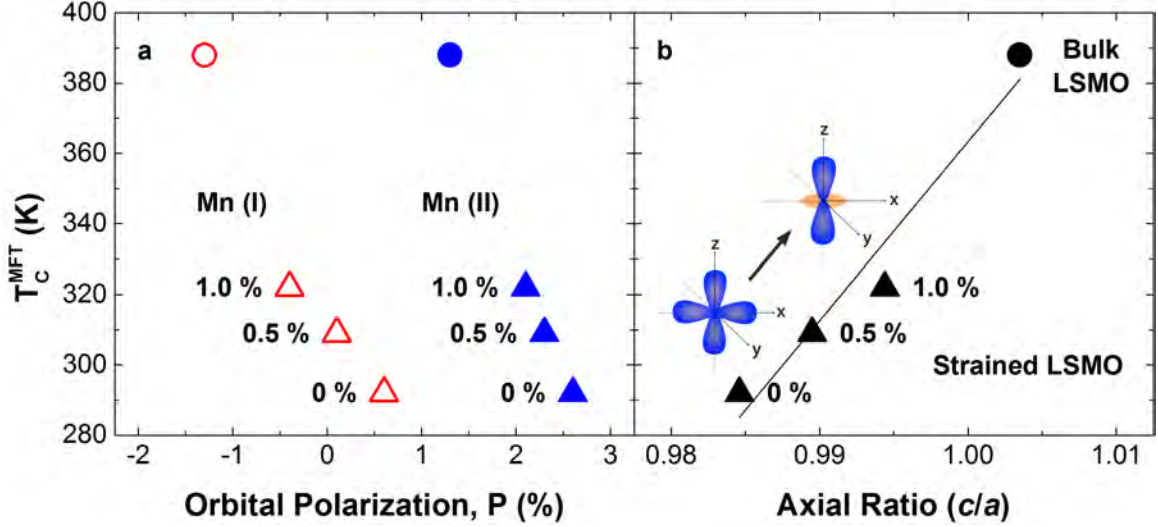 a
b
Bulk
LSMO
Mn (I)
Mn (II)
1.0 %
0.5 %
0 %
1.0 %
0.5 %
0 %
z
x
y
z
x
y
1.0 %
0.5 %
0 %
Strained LSMO
400
380
360
340
320
300
280
T_C^MFT (K)
-2 -1 0 1 2 3
0.98 0.99 1.00 1.01
Orbital Polarization, P (%)
Axial Ratio (c/a)